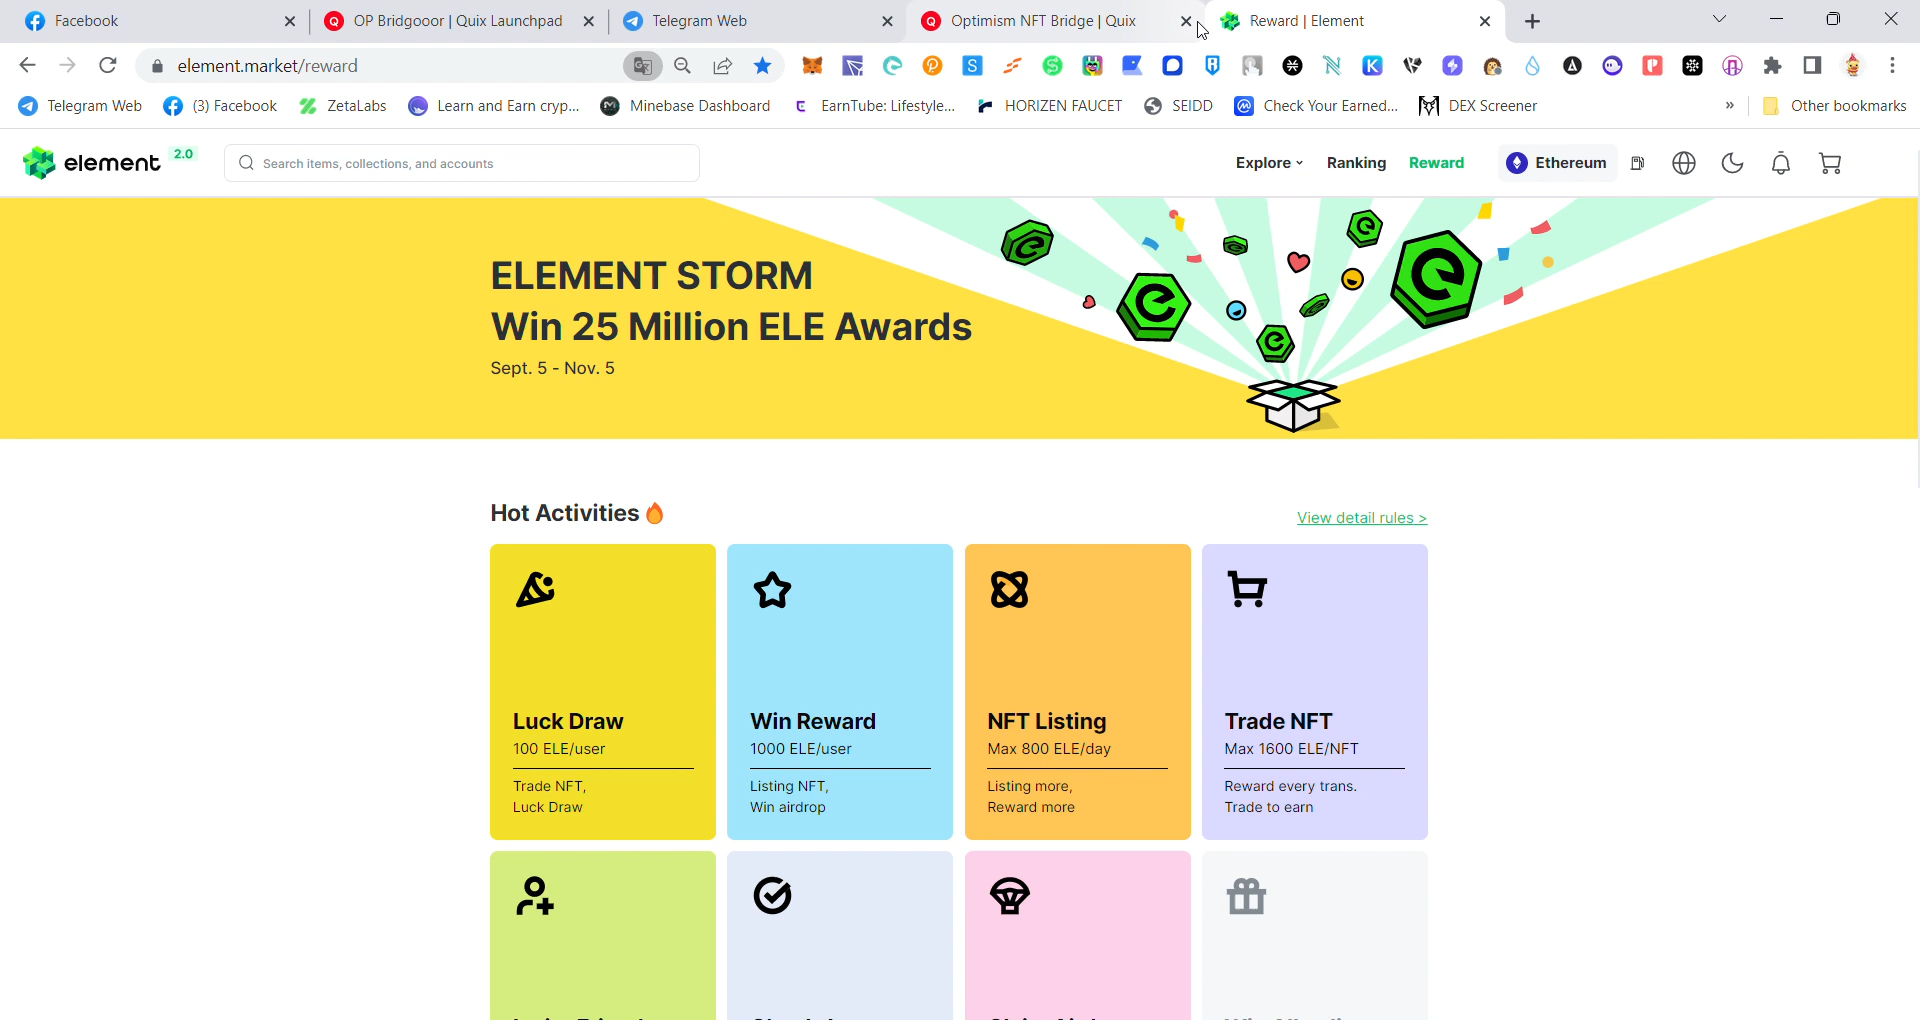 Facebook
OP Bridgooor | Quix Launchpad
Telegram Web
Optimism NFT Bridge | Quix
Reward | Element
element.market/reward
Telegram Web
(3) Facebook
ZetaLabs
Learn and Earn cryp...
Minebase Dashboard
EarnTube: Lifestyle...
HORIZEN FAUCET
SEIDD
Check Your Earned...
DEX Screener
»
Other bookmarks
element 2.0
Search items, collections, and accounts
Explore
Ranking
Reward
Ethereum
ELEMENT STORM
Win 25 Million ELE Awards
Sept. 5 - Nov. 5
Hot Activities
View detail rules >
Luck Draw
100 ELE/user
Trade NFT,
Luck Draw
Win Reward
1000 ELE/user
Listing NFT,
Win airdrop
NFT Listing
Max 800 ELE/day
Listing more,
Reward more
Trade NFT
Max 1600 ELE/NFT
Reward every trans.
Trade to earn